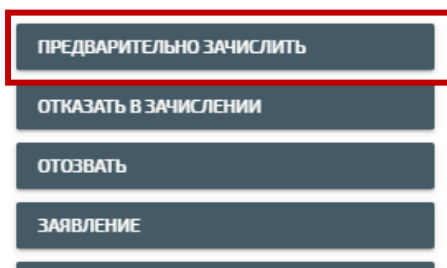 ПРЕДВАРИТЕЛЬНО ЗАЧИСЛИТЬ
ОТКАЗАТЬ В ЗАЧИСЛЕНИИ
ОТОЗВАТЬ
ЗАЯВЛЕНИЕ